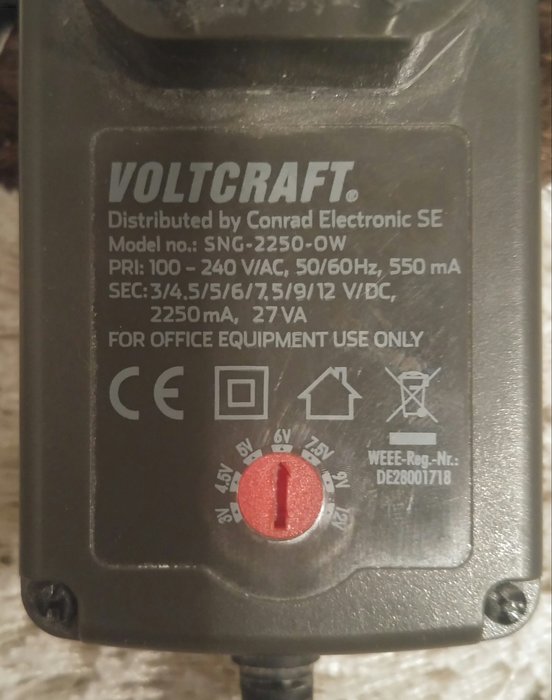 VOLTCRAFT®
Distributed by Conrad Electronic SE
Model no.: SNG-2250-OW
PRI: 100 - 240 V/AC, 50/60Hz, 550 mA
SEC: 3/4.5/5/6/7.5/9/12 V/DC,
2250 mA, 27 VA
FOR OFFICE EQUIPMENT USE ONLY
CE
WEEE-Reg.-Nr.:
DE28001718
3V 4,5V 5V 6V 7,5V 9V 12V